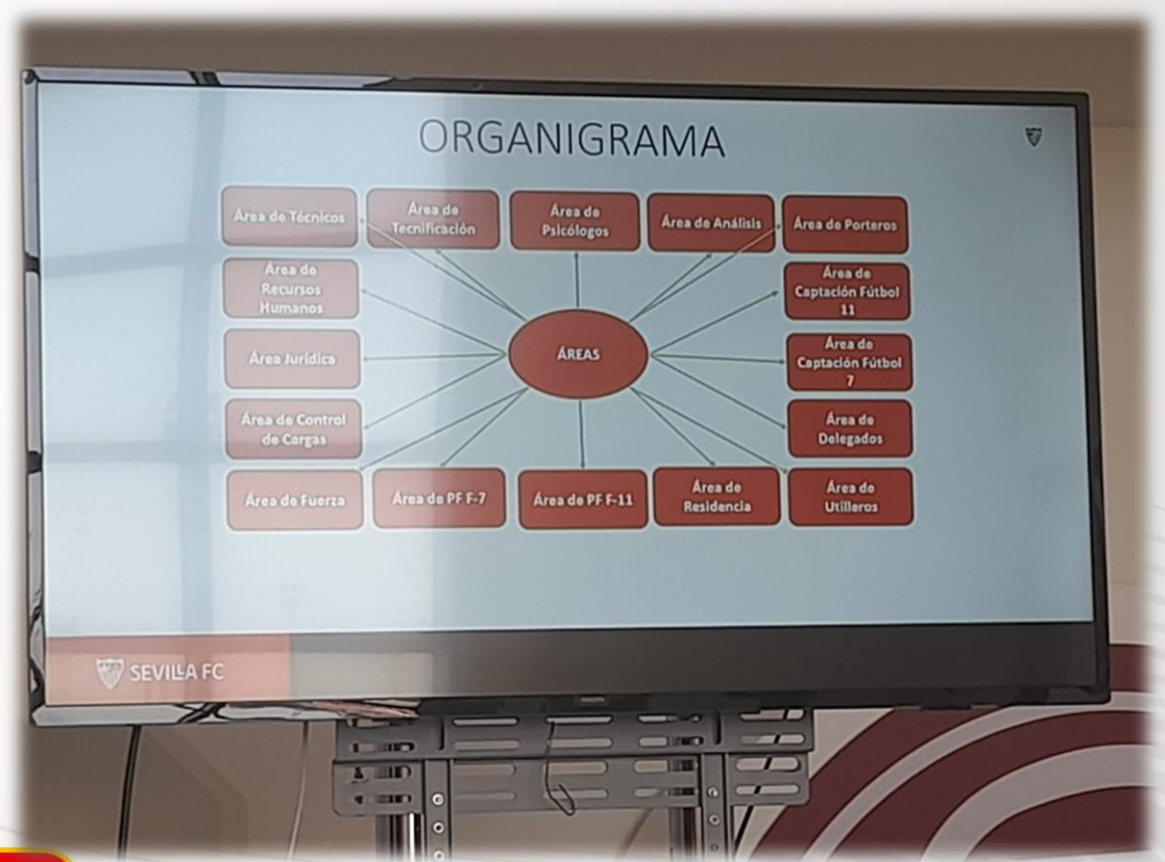 ORGANIGRAMA
Área de Técnicos
Área de
Tecnificación
Área de
Psicólogos
Área de Análisis
Área de Porteros
Área de
Recursos
Humanos
Área de
Captación Fútbol
11
Área Jurídica
ÁREAS
Área de
Captación Fútbol
7
Área de Control
de Cargas
Área de
Delegados
Área de Fuerza
Área de PF F-7
Área de PF F-11
Área de
Residencia
Área de
Utilleros
SEVILLA FC